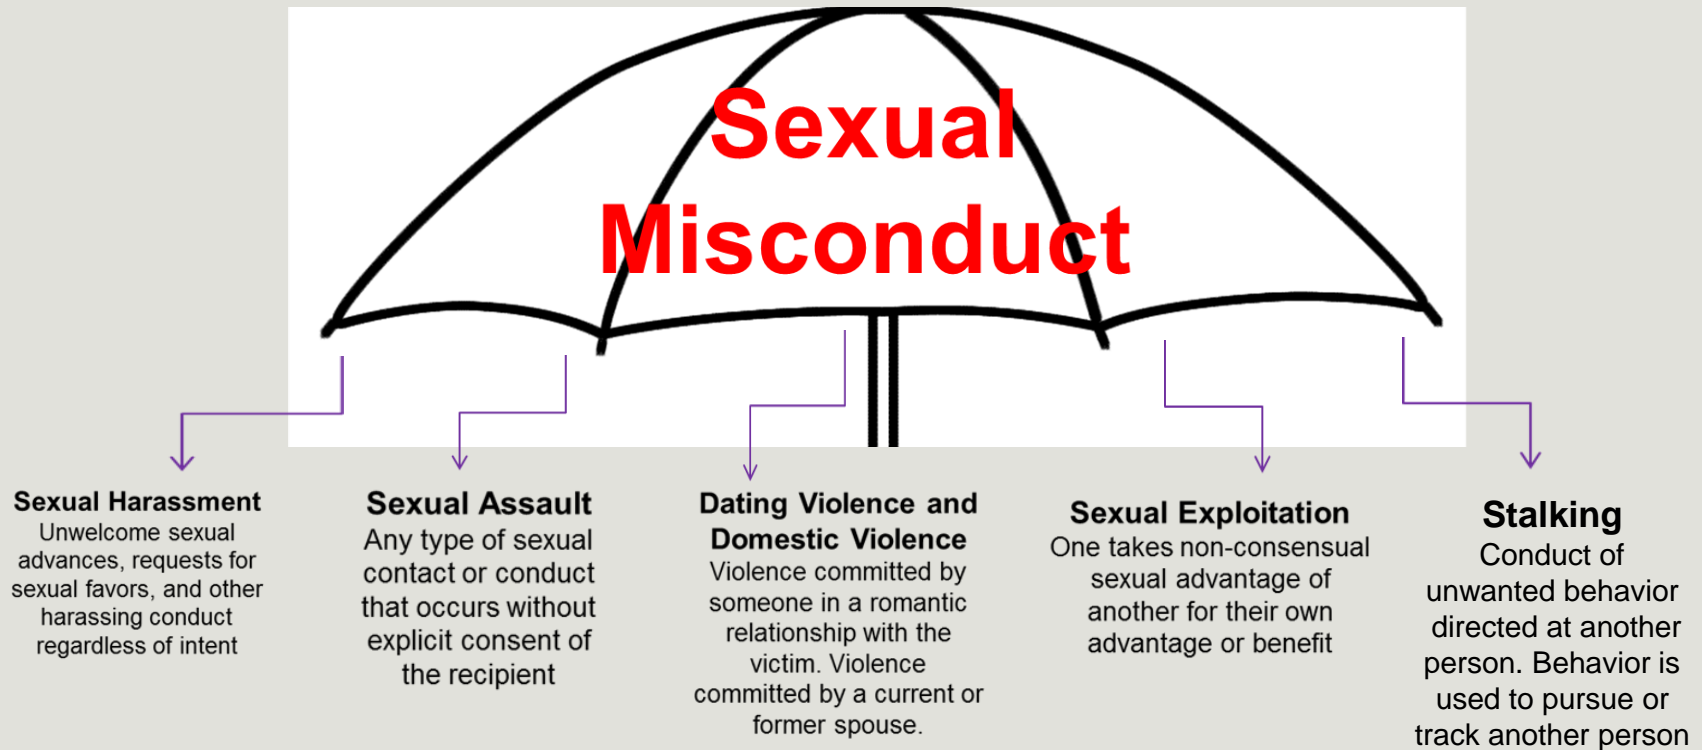 Sexual
Misconduct
Sexual Harassment
Unwelcome sexual
advances, requests for
sexual favors, and other
harassing conduct
regardless of intent
Sexual Assault
Any type of sexual
contact or conduct
that occurs without
explicit consent of
the recipient
Dating Violence and
Domestic Violence
Violence committed by
someone in a romantic
relationship with the
victim. Violence
committed by a current or
former spouse.
Sexual Exploitation
One takes non-consensual
sexual advantage of
another for their own
advantage or benefit
Stalking
Conduct of
unwanted behavior
directed at another
person. Behavior is
used to pursue or
track another person